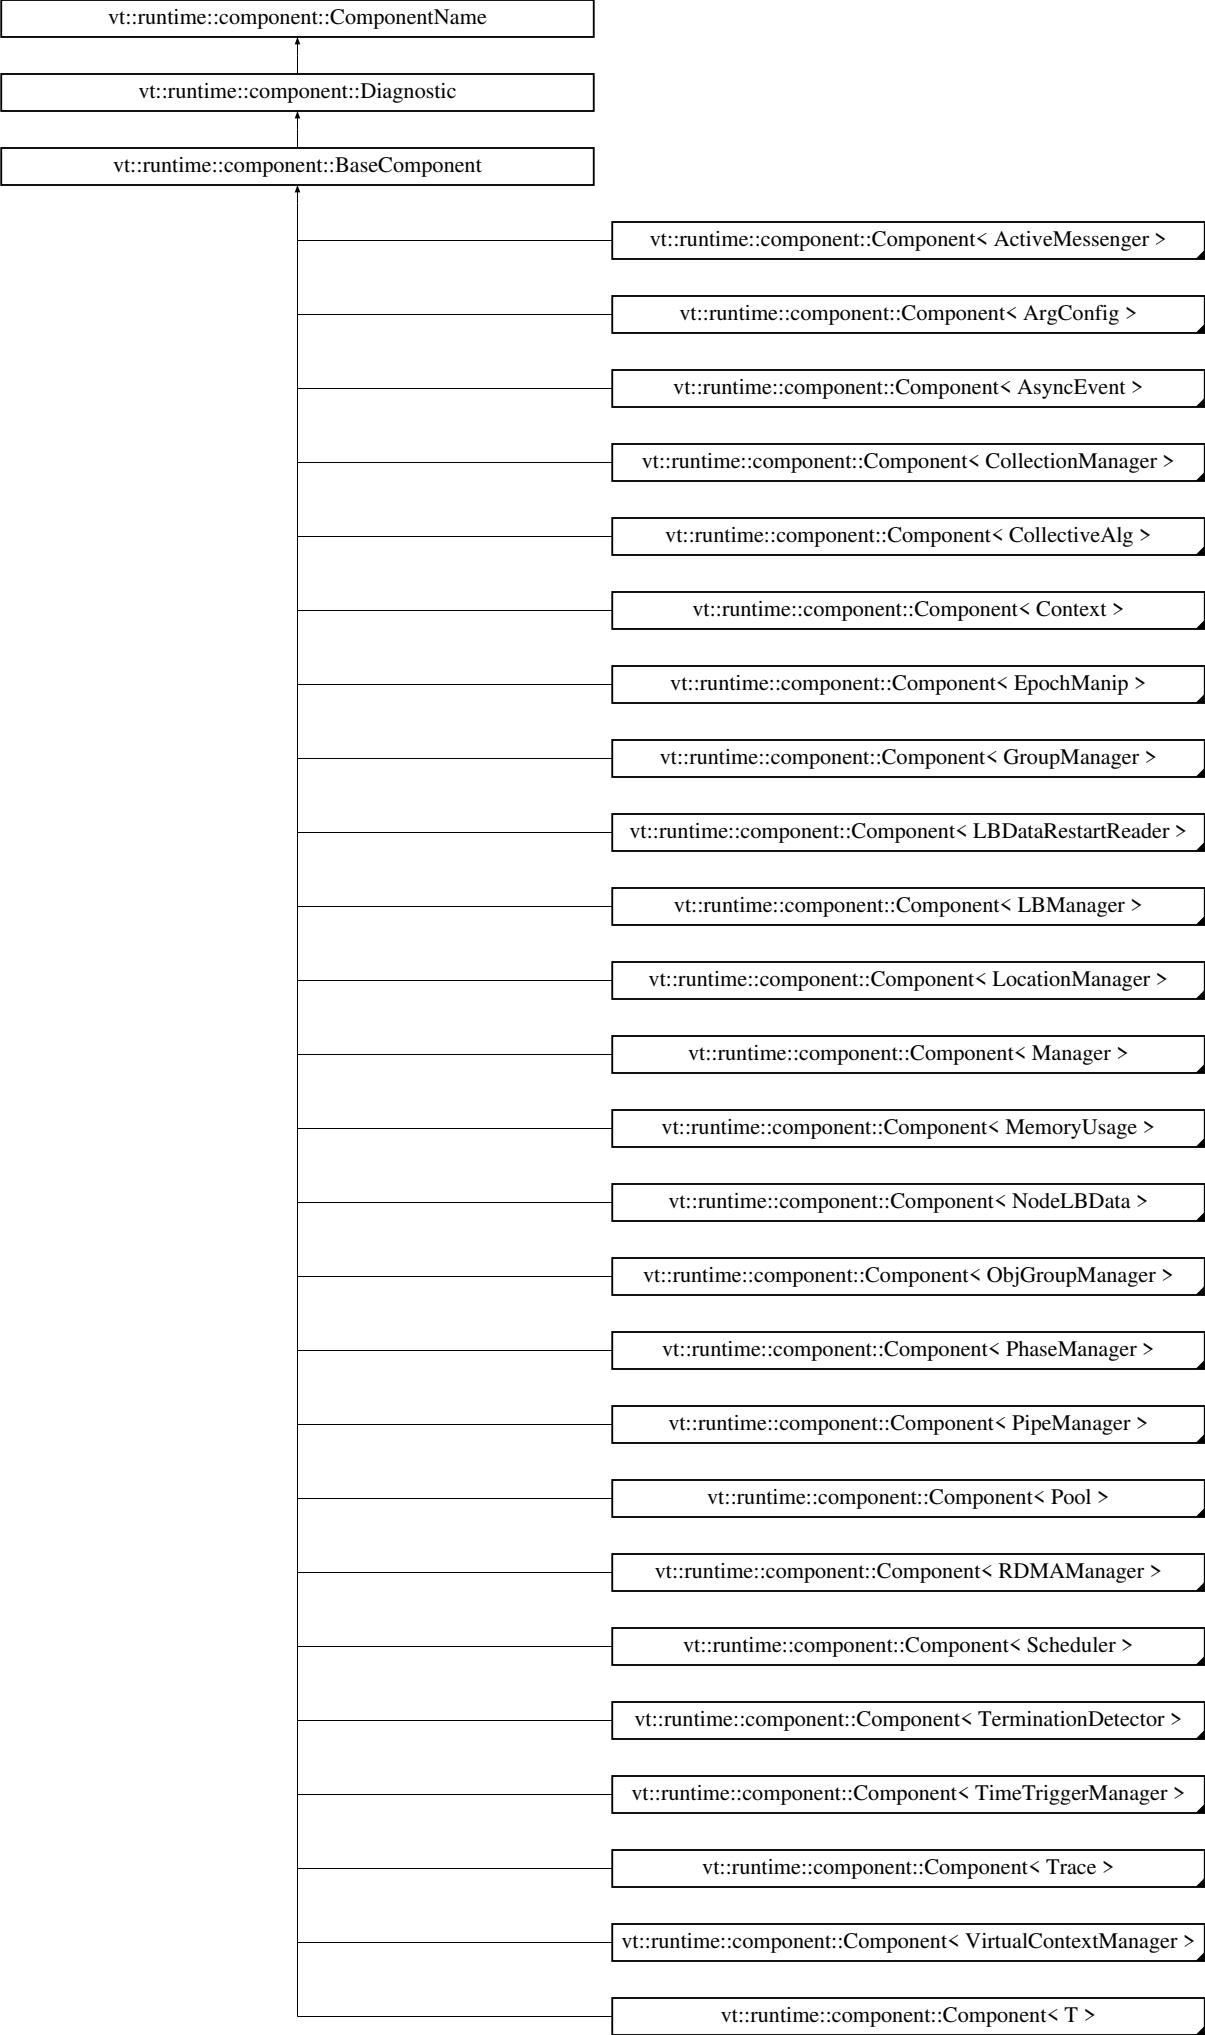 vt::runtime::component::ComponentName
vt::runtime::component::Diagnostic
vt::runtime::component::BaseComponent
vt::runtime::component::Component< ActiveMessenger >
vt::runtime::component::Component< ArgConfig >
vt::runtime::component::Component< AsyncEvent >
vt::runtime::component::Component< CollectionManager >
vt::runtime::component::Component< CollectiveAlg >
vt::runtime::component::Component< Context >
vt::runtime::component::Component< EpochManip >
vt::runtime::component::Component< GroupManager >
vt::runtime::component::Component< LBDataRestartReader >
vt::runtime::component::Component< LBManager >
vt::runtime::component::Component< LocationManager >
vt::runtime::component::Component< Manager >
vt::runtime::component::Component< MemoryUsage >
vt::runtime::component::Component< NodeLBData >
vt::runtime::component::Component< ObjGroupManager >
vt::runtime::component::Component< PhaseManager >
vt::runtime::component::Component< PipeManager >
vt::runtime::component::Component< Pool >
vt::runtime::component::Component< RDMAManager >
vt::runtime::component::Component< Scheduler >
vt::runtime::component::Component< TerminationDetector >
vt::runtime::component::Component< TimeTriggerManager >
vt::runtime::component::Component< Trace >
vt::runtime::component::Component< VirtualContextManager >
vt::runtime::component::Component< T >